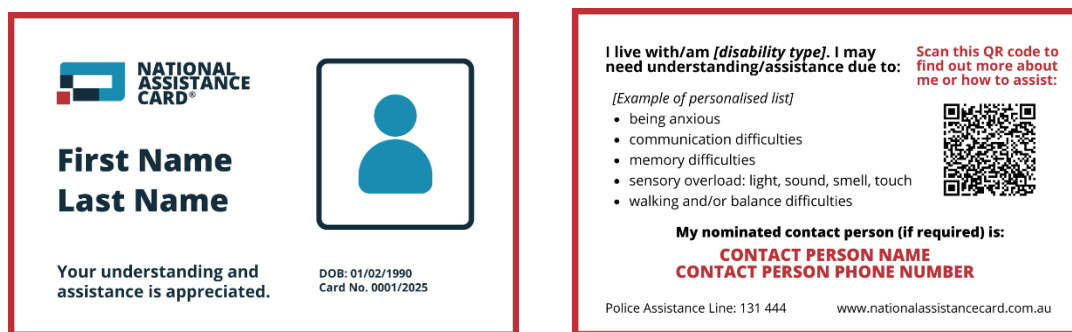 NATIONAL
ASSISTANCE
CARD®
First Name
Last Name
Your understanding and
assistance is appreciated.
DOB: 01/02/1990
Card No. 0001/2025
I live with/am [disability type]. I may
need understanding/assistance due to:
[Example of personalised list]
• being anxious
• communication difficulties
• memory difficulties
• sensory overload: light, sound, smell, touch
• walking and/or balance difficulties
Scan this QR code to
find out more about
me or how to assist:
My nominated contact person (if required) is:
CONTACT PERSON NAME
CONTACT PERSON PHONE NUMBER
Police Assistance Line: 131 444
www.nationalassistancecard.com.au